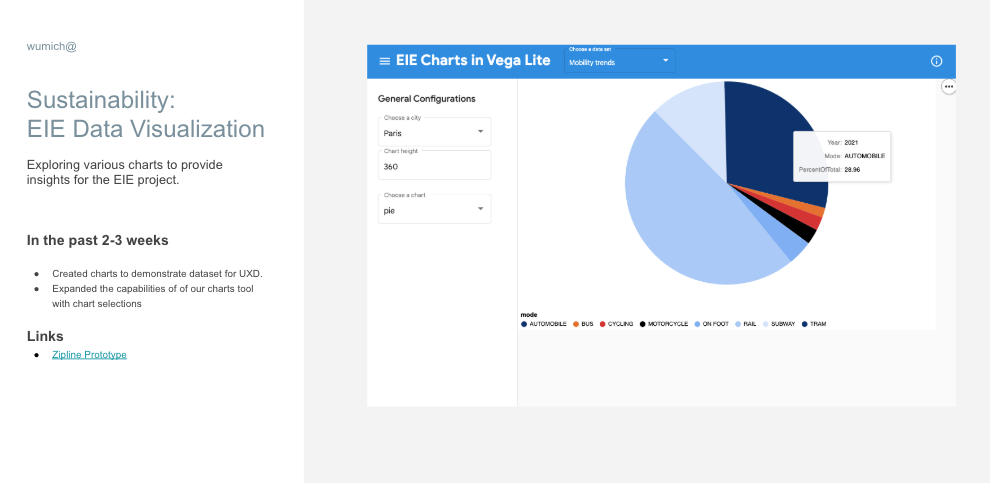 wumich@
Sustainability:
EIE Data Visualization
Exploring various charts to provide
insights for the EIE project.
In the past 2-3 weeks
● Created charts to demonstrate dataset for UXD.
● Expanded the capabilities of of our charts tool
with chart selections
Links
● Zipline Prototype
EIE Charts in Vega Lite
Choose a data set
Mobility trends
General Configurations
Choose a city
Paris
Chart height
360
Choose a chart
pie
Year: 2021
Mode: AUTOMOBILE
PercentOfTotal: 28.96
mode
AUTOMOBILE BUS CYCLING MOTORCYCLE ON FOOT RAIL SUBWAY TRAM